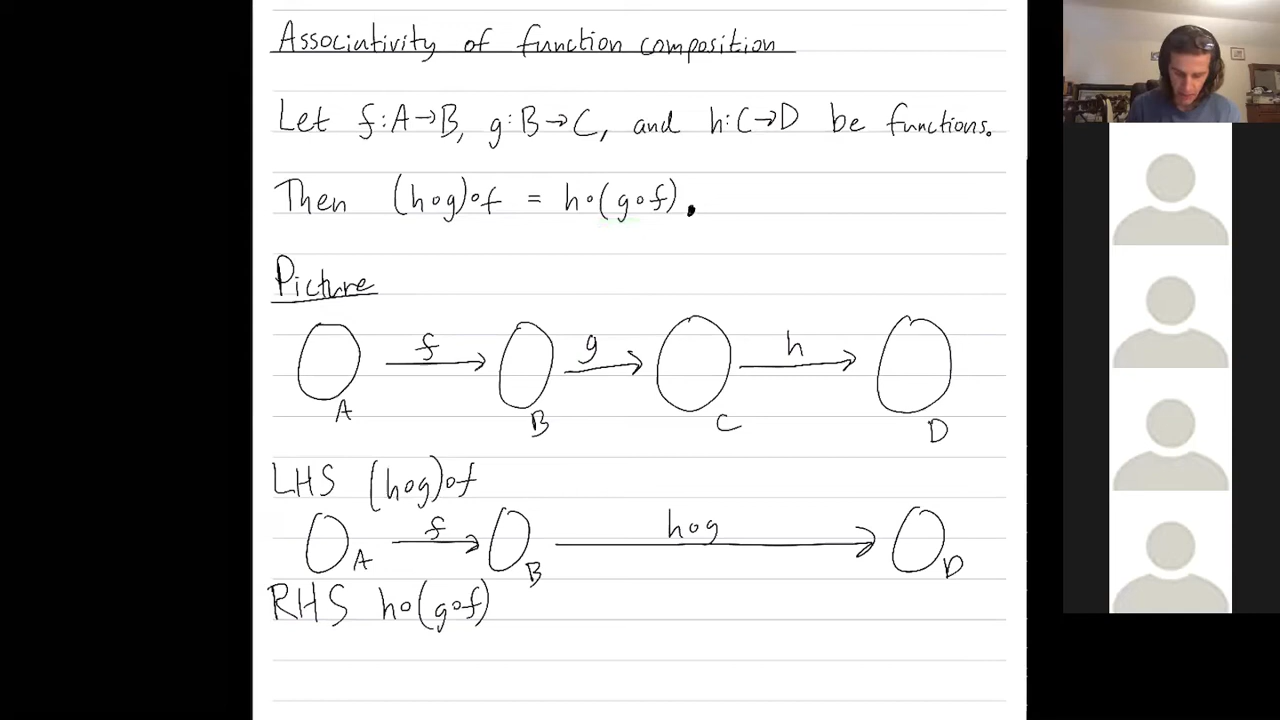 Associativity of function composition
Let f:A→B, g:B→C, and h:C→D be functions.
Then (h∘g)∘f = h∘(g∘f).
Picture
f g h
A B C D
LHS (h∘g)∘f
f h∘g
A B D
RHS h∘(g∘f)